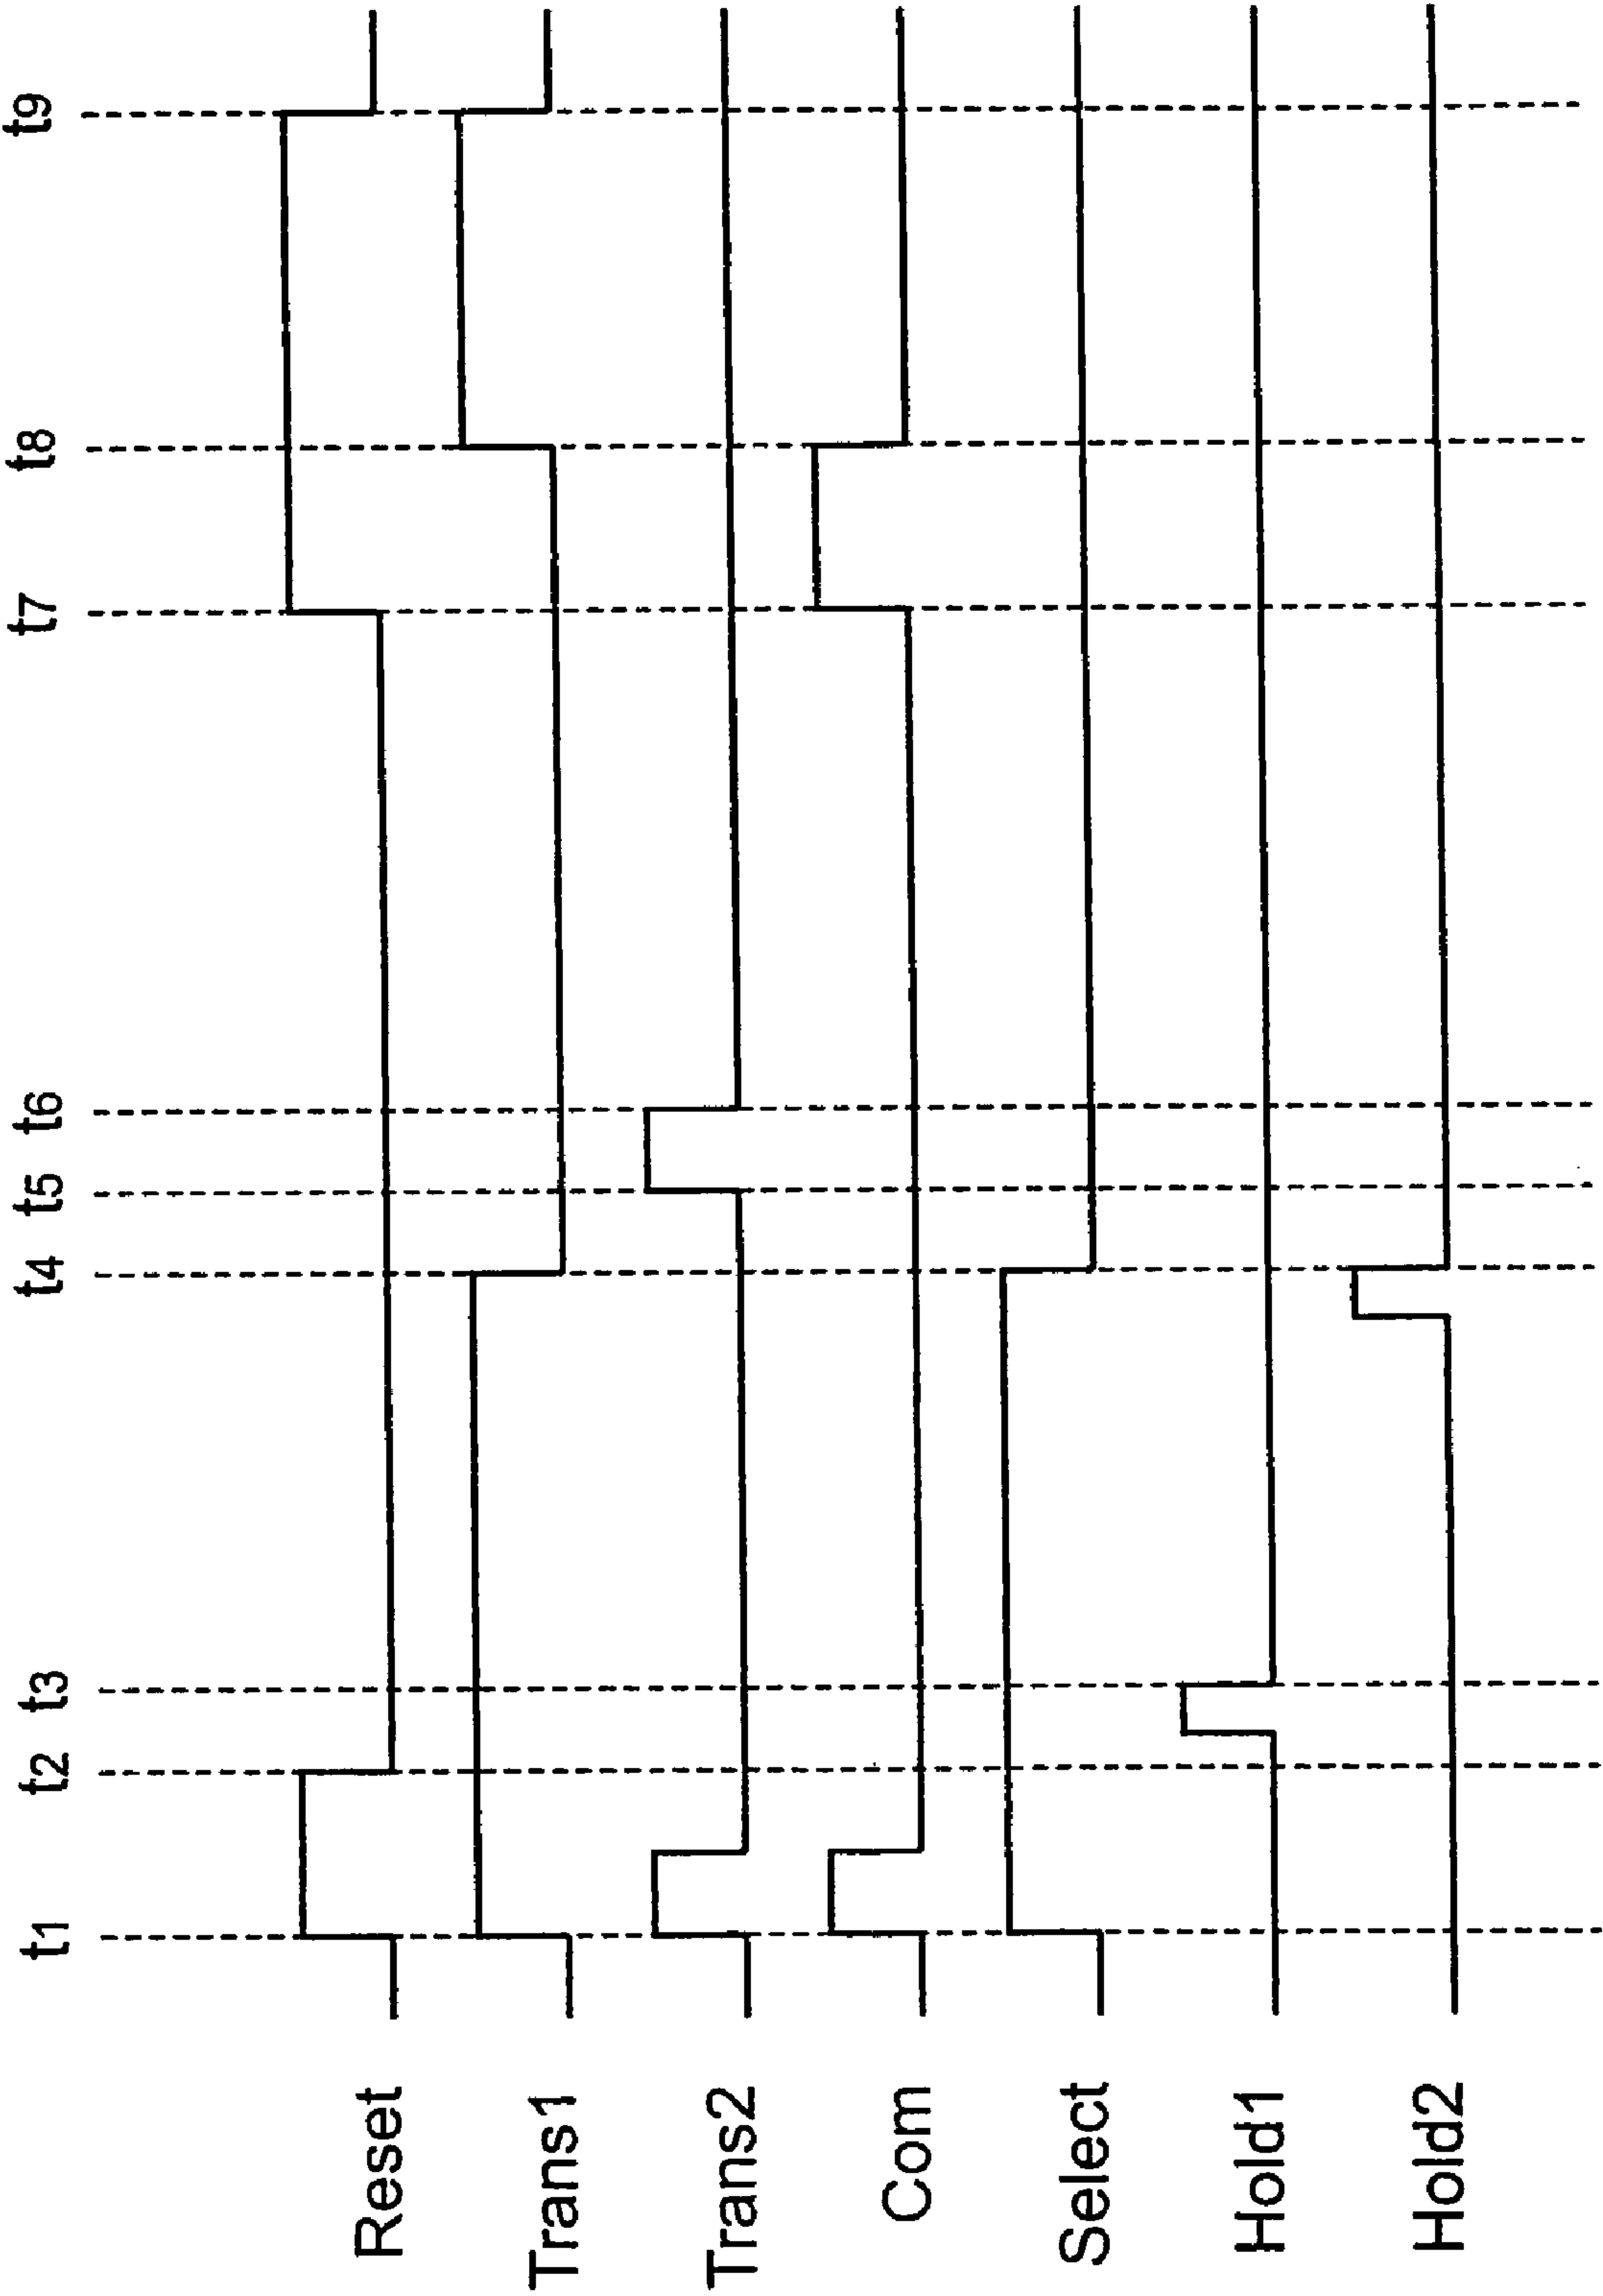 t1 t2 t3 t4 t5 t6 t7 t8 t9
Reset
Trans1
Trans2
Com
Select
Hold1
Hold2